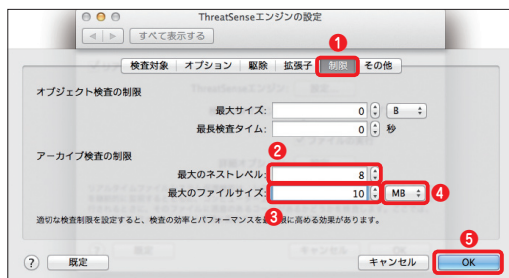 ThreatSenseエンジンの設定
すべて表示する
1
検査対象 オプション 駆除 拡張子 制限 その他
オブジェクト検査の制限
最大サイズ: 0 B
最長検査タイム: 0 秒
アーカイブ検査の制限
2
最大のネストレベル: 8
最大のファイルサイズ: 10 MB 4
3
適切な検査制限を設定すると、検査の効率とパフォーマンスを最大限に高める効果があります。
5
? 既定 キャンセル OK